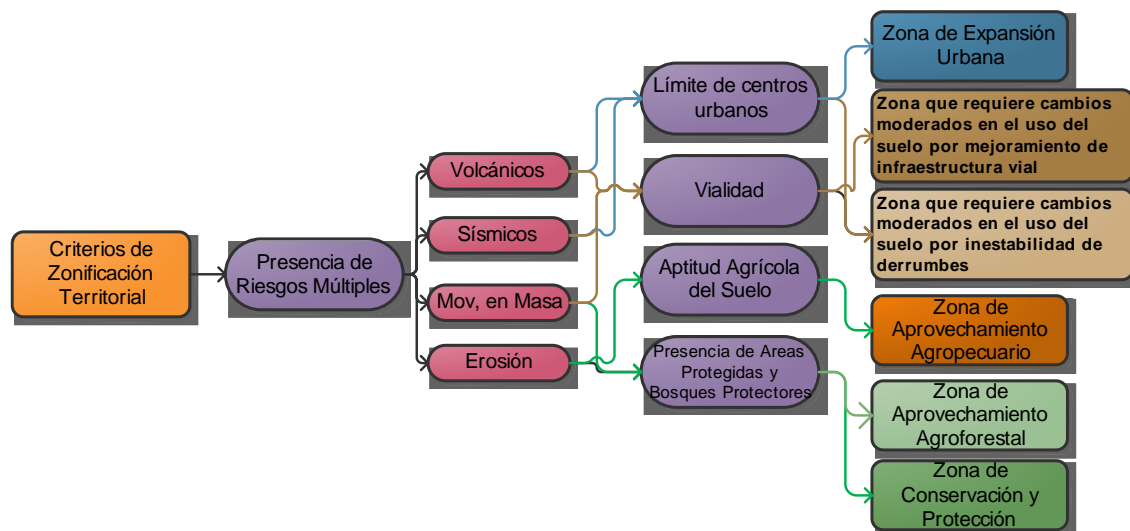 Criterios de
Zonificación
Territorial
Presencia de
Riesgos Múltiples
Volcánicos
Sísmicos
Mov, en Masa
Erosión
Límite de centros
urbanos
Vialidad
Aptitud Agrícola
del Suelo
Presencia de Areas
Protegidas y
Bosques Protectores
Zona de Expansión
Urbana
Zona que requiere cambios
moderados en el uso del
suelo por mejoramiento de
infraestructura vial
Zona que requiere cambios
moderados en el uso del
suelo por inestabilidad de
derrumbes
Zona de
Aprovechamiento
Agropecuario
Zona de
Aprovechamiento
Agroforestal
Zona de
Conservación y
Protección